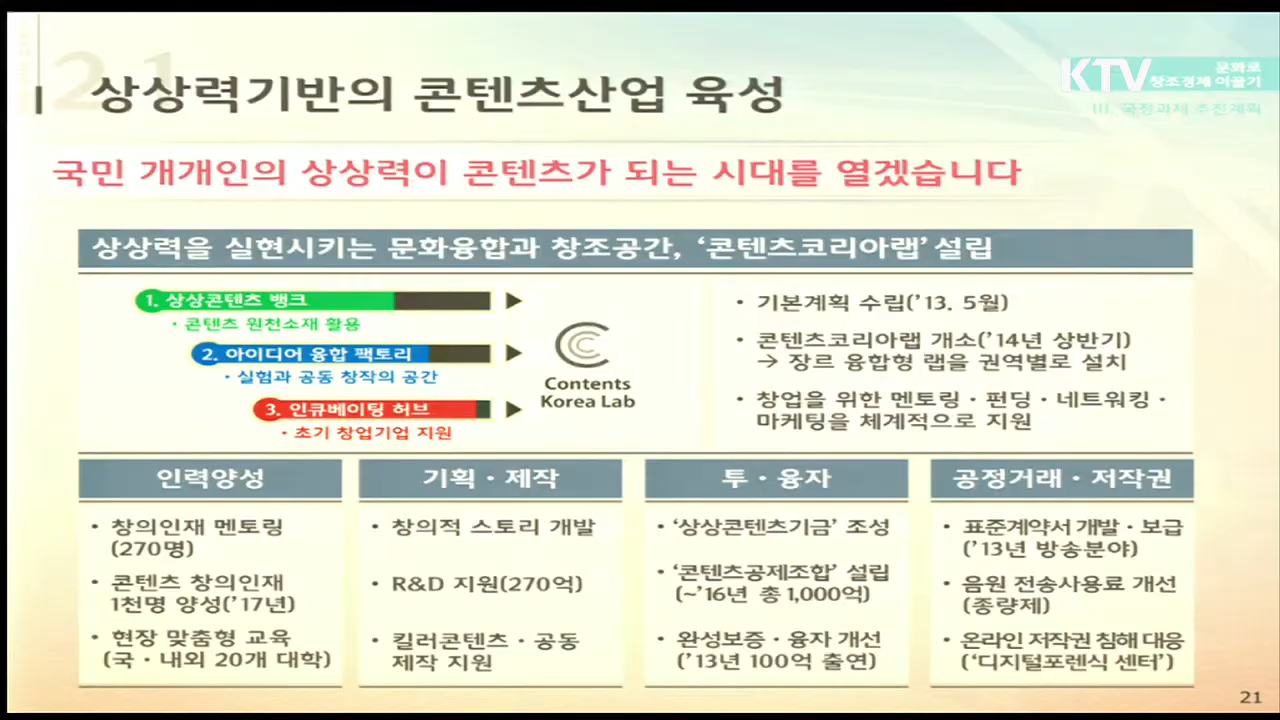 21
상상력기반의 콘텐츠산업 육성
KTV
문화로
창조경제 이끌기
III. 국정과제 추진계획
국민 개개인의 상상력이 콘텐츠가 되는 시대를 열겠습니다
상상력을 실현시키는 문화융합과 창조공간, ‘콘텐츠코리아랩’ 설립
1. 상상콘텐츠 뱅크
· 콘텐츠 원천소재 활용
2. 아이디어 융합 팩토리
· 실험과 공동 창작의 공간
3. 인큐베이팅 허브
· 초기 창업기업 지원
Contents
Korea Lab
• 기본계획 수립(’13. 5월)
• 콘텐츠코리아랩 개소(’14년 상반기)
→ 장르 융합형 랩을 권역별로 설치
• 창업을 위한 멘토링 · 펀딩 · 네트워킹 ·
마케팅을 체계적으로 지원
인력양성
• 창의인재 멘토링
(270명)
• 콘텐츠 창의인재
1천명 양성(’17년)
• 현장 맞춤형 교육
(국 · 내외 20개 대학)
기획 · 제작
• 창의적 스토리 개발
• R&D 지원(270억)
• 킬러콘텐츠 · 공동
제작 지원
투 · 융자
• ‘상상콘텐츠기금’ 조성
• ‘콘텐츠공제조합’ 설립
(~’16년 총 1,000억)
• 완성보증 · 융자 개선
(’13년 100억 출연)
공정거래 · 저작권
• 표준계약서 개발 · 보급
(’13년 방송분야)
• 음원 전송사용료 개선
(종량제)
• 온라인 저작권 침해 대응
(‘디지털포렌식 센터’)
21